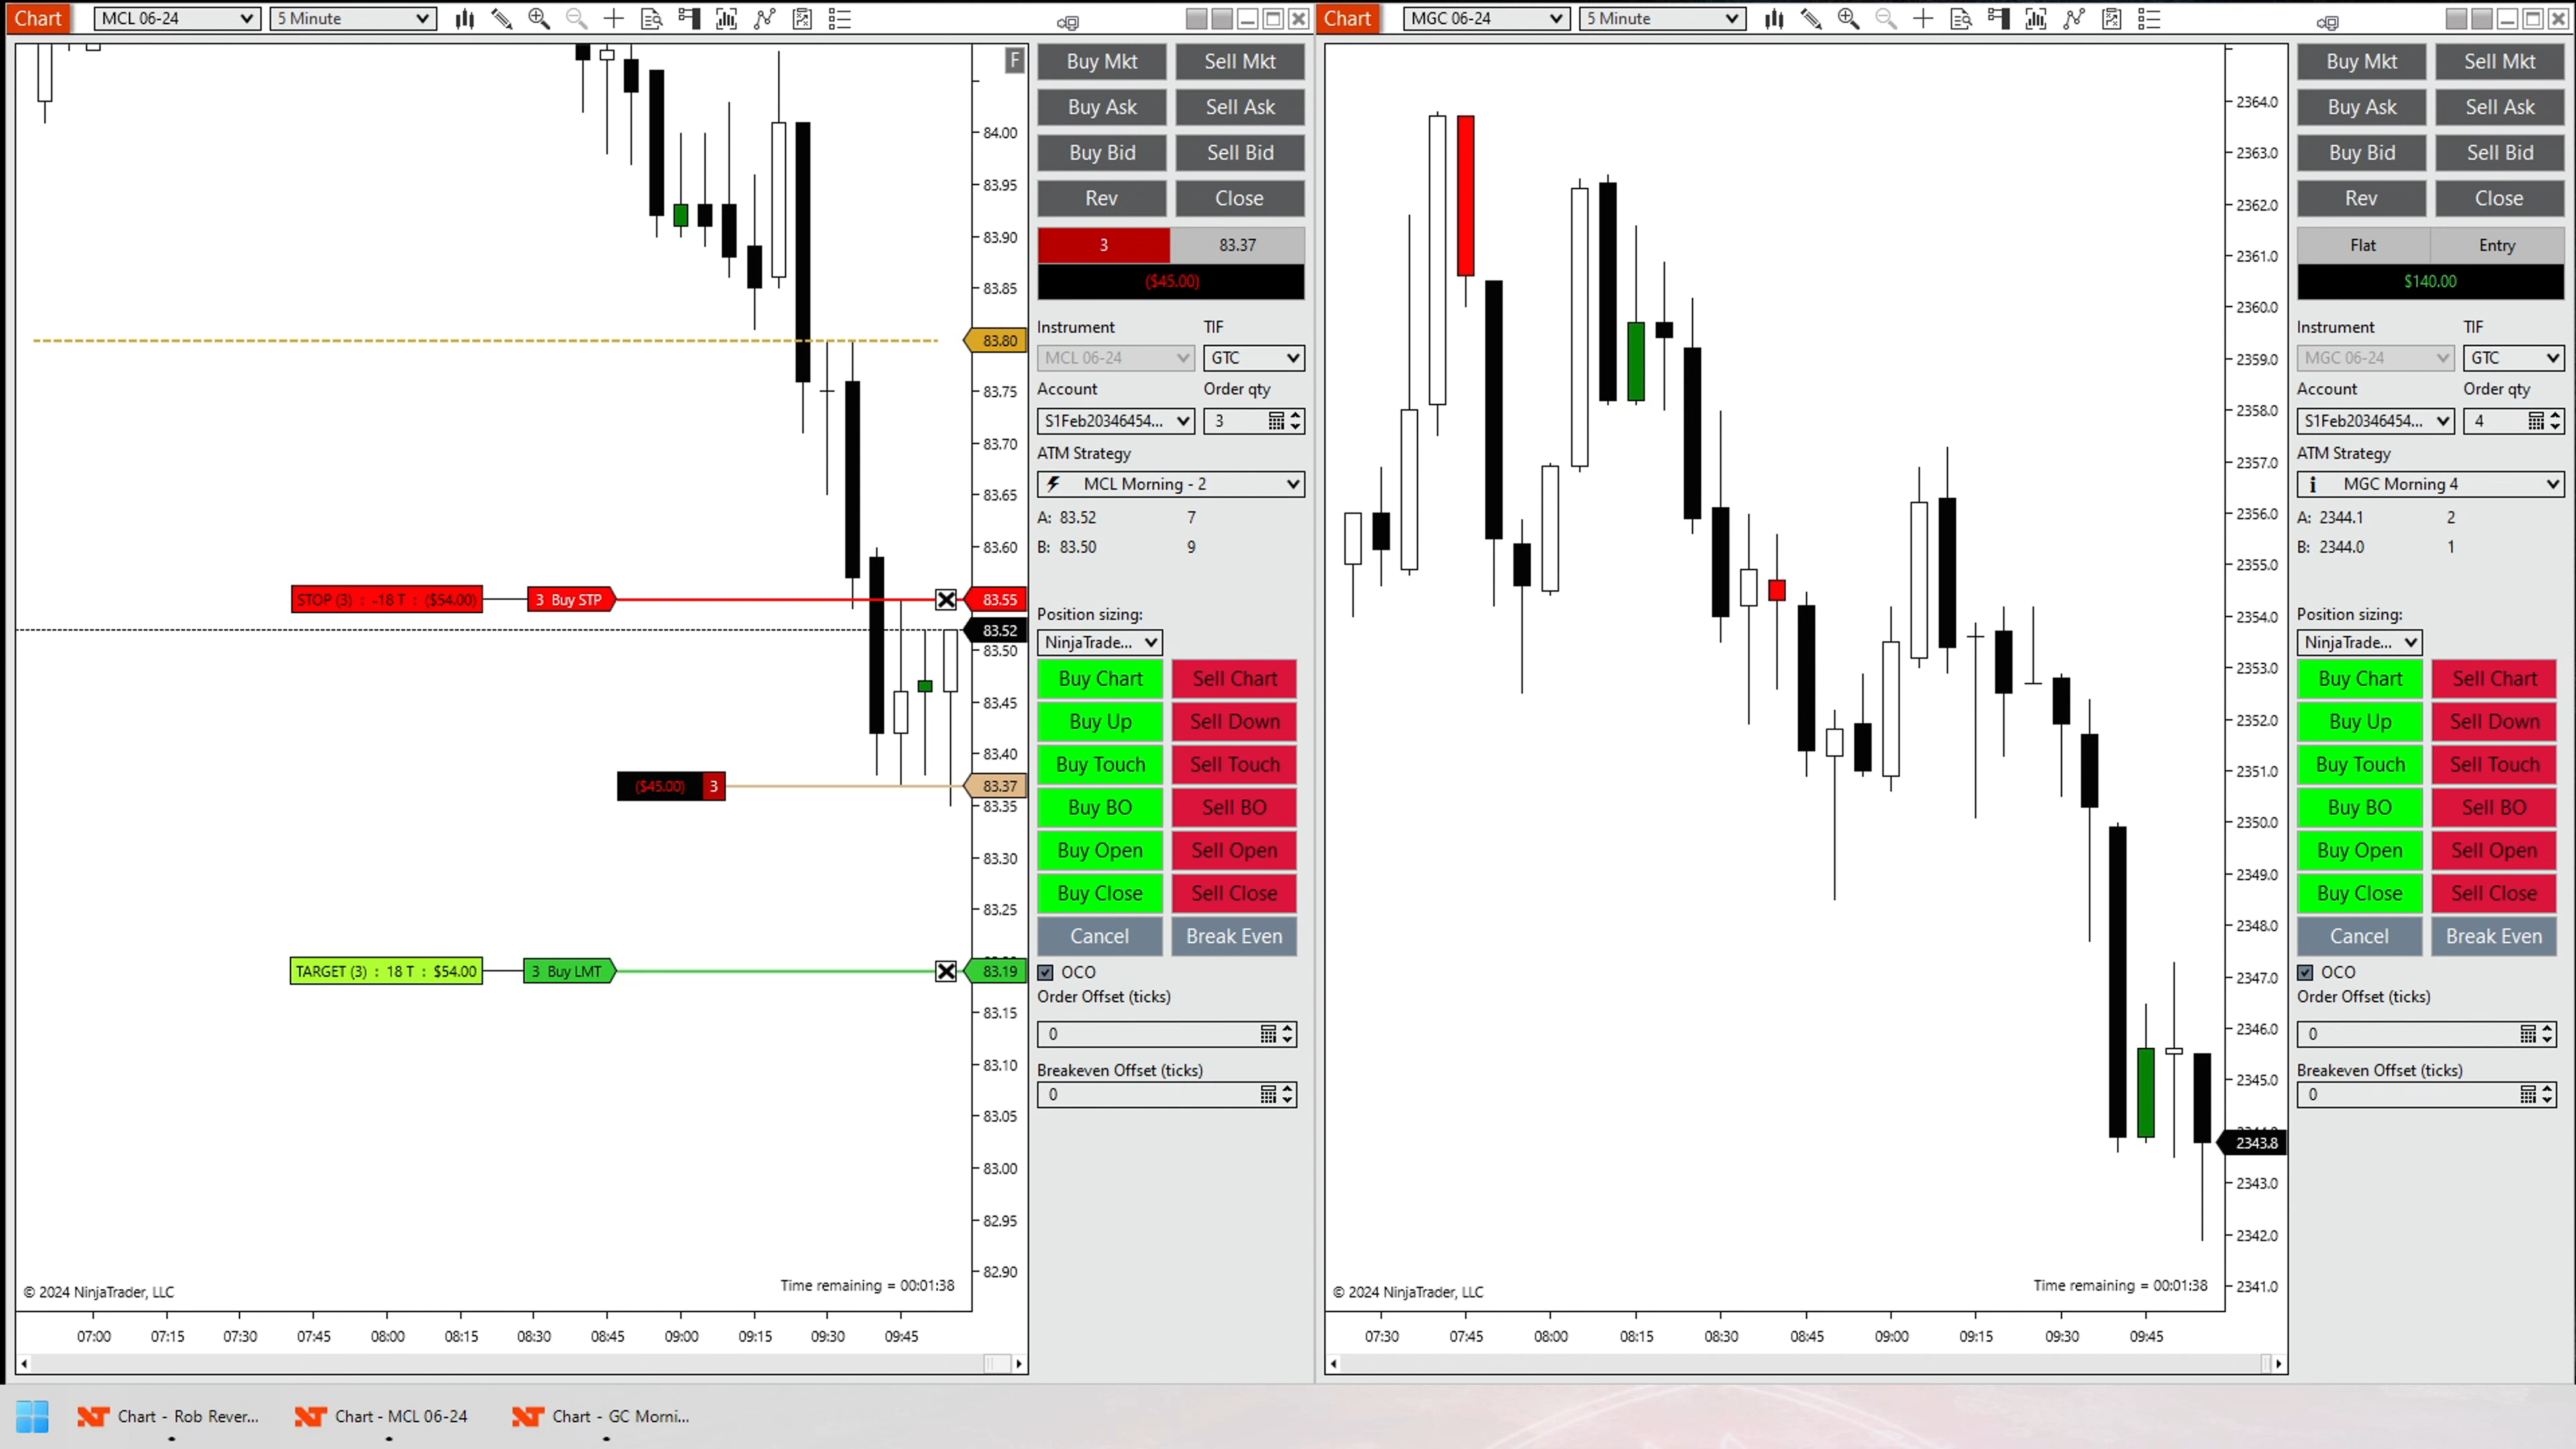 Chart MCL 06-24 5 Minute
F
84.00
83.95
83.90
83.85
83.80
83.75
83.70
83.65
83.60
STOP (3) : -18 T : ($54.00) 3 Buy STP 83.55
83.52
83.50
83.45
83.40
($45.00) 3 83.37
83.35
83.30
83.25
TARGET (3) : 18 T : $54.00 3 Buy LMT 83.19
83.15
83.10
83.05
83.00
82.95
82.90
© 2024 NinjaTrader, LLC Time remaining = 00:01:38
07:00 07:15 07:30 07:45 08:00 08:15 08:30 08:45 09:00 09:15 09:30 09:45
Buy Mkt Sell Mkt
Buy Ask Sell Ask
Buy Bid Sell Bid
Rev Close
3 83.37
($45.00)
Instrument TIF
MCL 06-24 GTC
Account Order qty
S1Feb20346454... 3
ATM Strategy
MCL Morning - 2
A: 83.52 7
B: 83.50 9
Position sizing:
NinjaTrade...
Buy Chart Sell Chart
Buy Up Sell Down
Buy Touch Sell Touch
Buy BO Sell BO
Buy Open Sell Open
Buy Close Sell Close
Cancel Break Even
OCO
Order Offset (ticks)
0
Breakeven Offset (ticks)
0
Chart MGC 06-24 5 Minute
2364.0
2363.0
2362.0
2361.0
2360.0
2359.0
2358.0
2357.0
2356.0
2355.0
2354.0
2353.0
2352.0
2351.0
2350.0
2349.0
2348.0
2347.0
2346.0
2345.0
2343.8
2343.0
2342.0
2341.0
© 2024 NinjaTrader, LLC Time remaining = 00:01:38
07:30 07:45 08:00 08:15 08:30 08:45 09:00 09:15 09:30 09:45
Buy Mkt Sell Mkt
Buy Ask Sell Ask
Buy Bid Sell Bid
Rev Close
Flat Entry
$140.00
Instrument TIF
MGC 06-24 GTC
Account Order qty
S1Feb20346454... 4
ATM Strategy
i MGC Morning 4
A: 2344.1 2
B: 2344.0 1
Position sizing:
NinjaTrade...
Buy Chart Sell Chart
Buy Up Sell Down
Buy Touch Sell Touch
Buy BO Sell BO
Buy Open Sell Open
Buy Close Sell Close
Cancel Break Even
OCO
Order Offset (ticks)
0
Breakeven Offset (ticks)
0
Chart - Rob Rever... Chart - MCL 06-24 Chart - GC Morni...